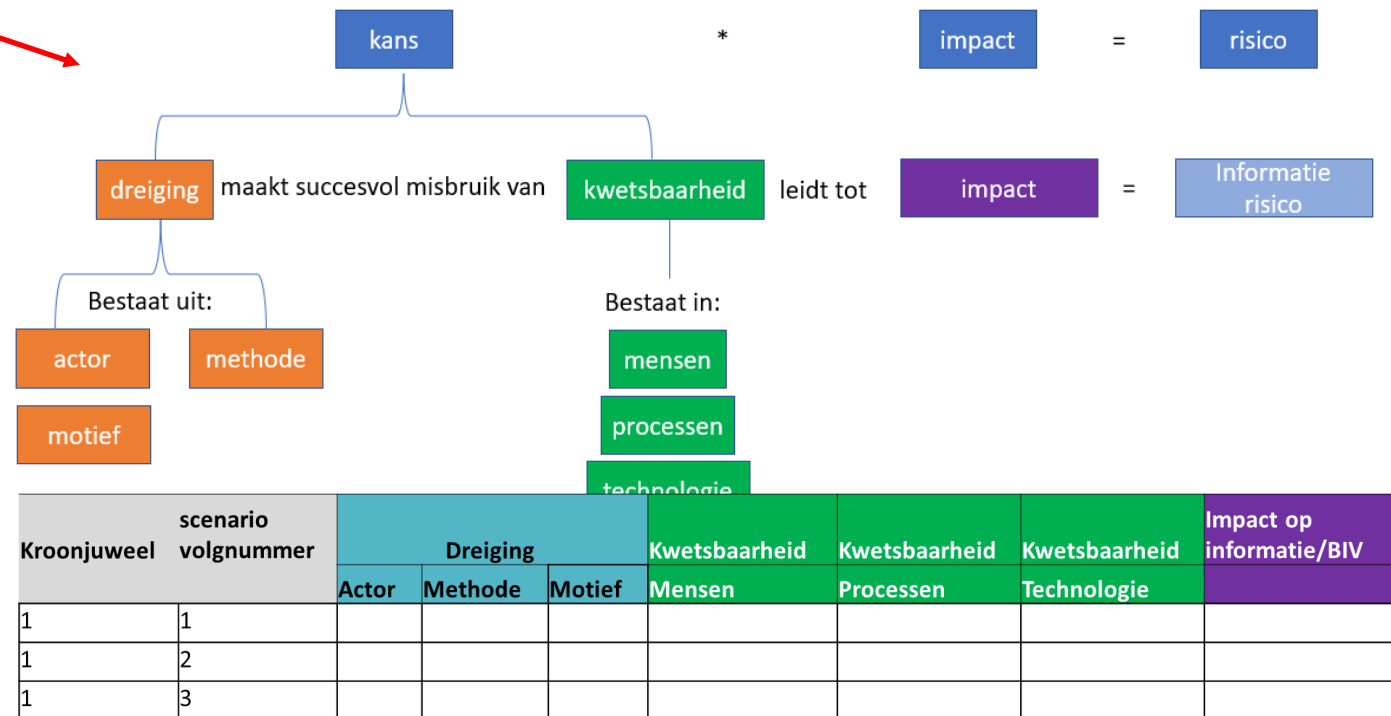 kans * impact = risico
dreiging maakt succesvol misbruik van kwetsbaarheid leidt tot impact = Informatie risico
Bestaat uit: Bestaat in:
actor methode mensen
motief processen
technologie
Kroonjuweel scenario volgnummer Dreiging Kwetsbaarheid Kwetsbaarheid Kwetsbaarheid Impact op informatie/BIV
Actor Methode Motief Mensen Processen Technologie
1 1
1 2
1 3